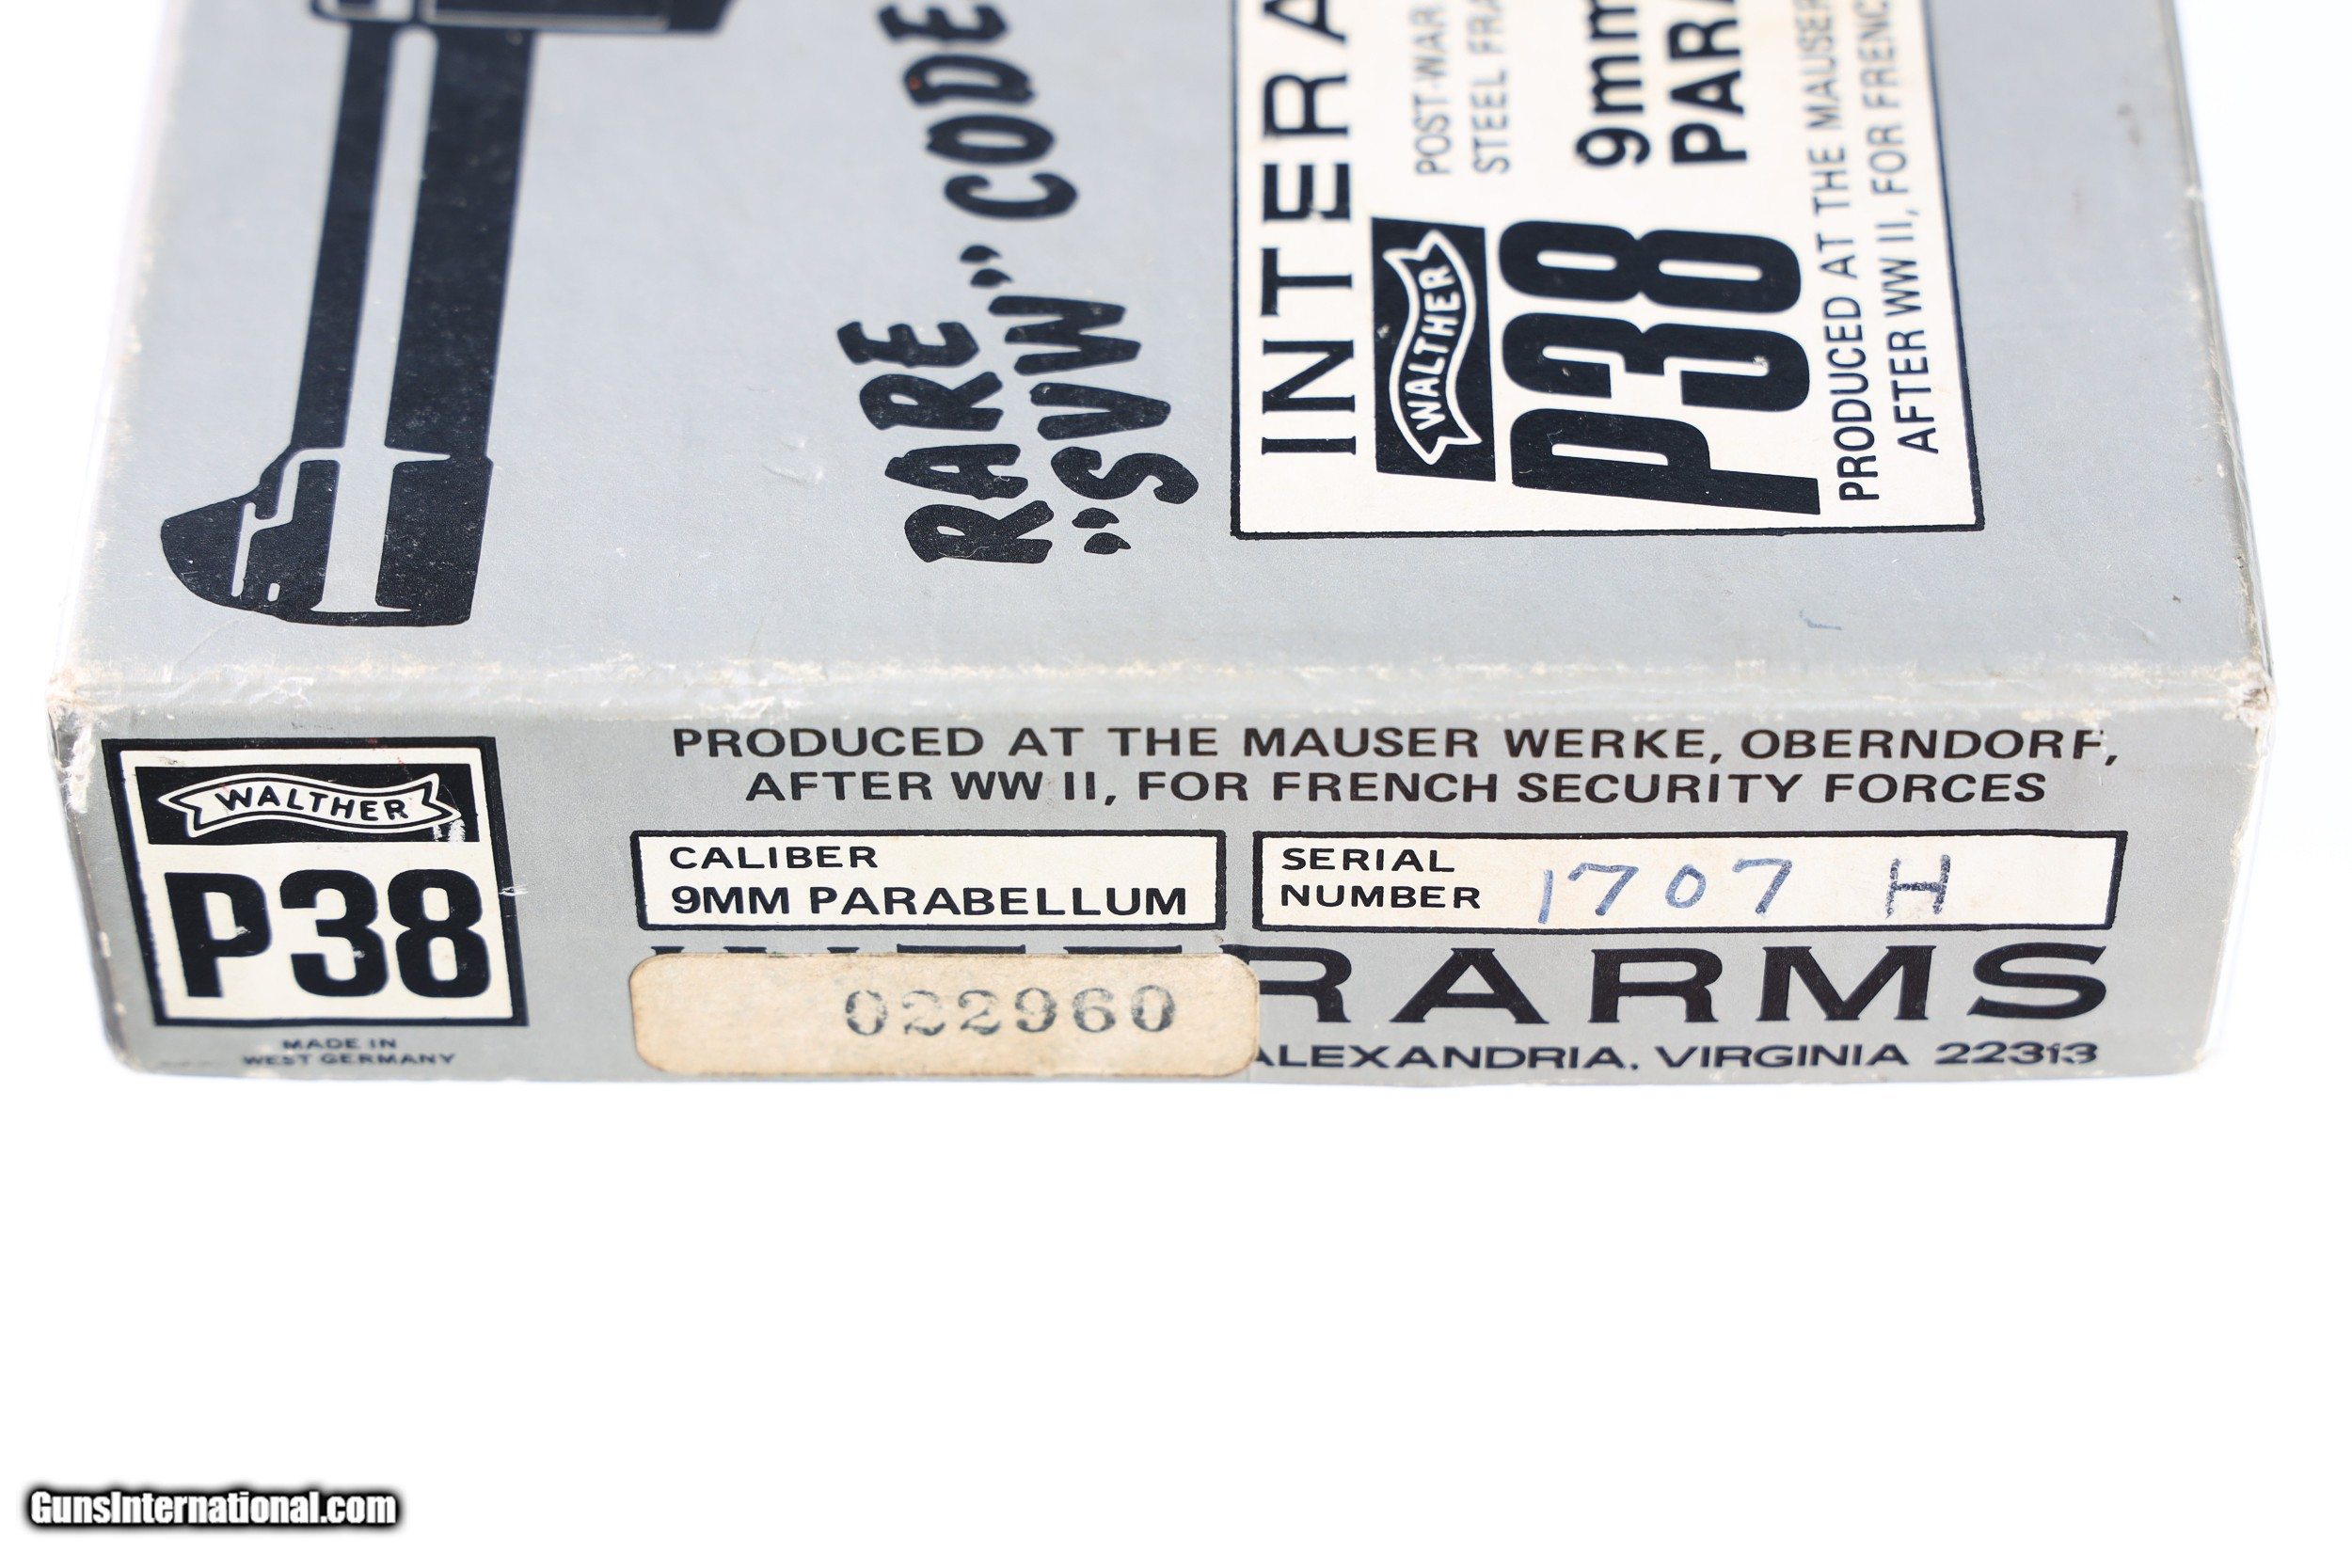 RARE
"SVW" CODE
INTERA
WALTHER
POST-WAR
STEEL FRA
P38
9mm
PARA
PRODUCED AT THE MAUSER
AFTER WW II, FOR FRENC
WALTHER
P38
MADE IN
WEST GERMANY
PRODUCED AT THE MAUSER WERKE, OBERNDORF,
AFTER WW II, FOR FRENCH SECURITY FORCES
CALIBER
9MM PARABELLUM
SERIAL
NUMBER
1707 H
RARMS
022960
ALEXANDRIA, VIRGINIA 22313
GunsInternational.com